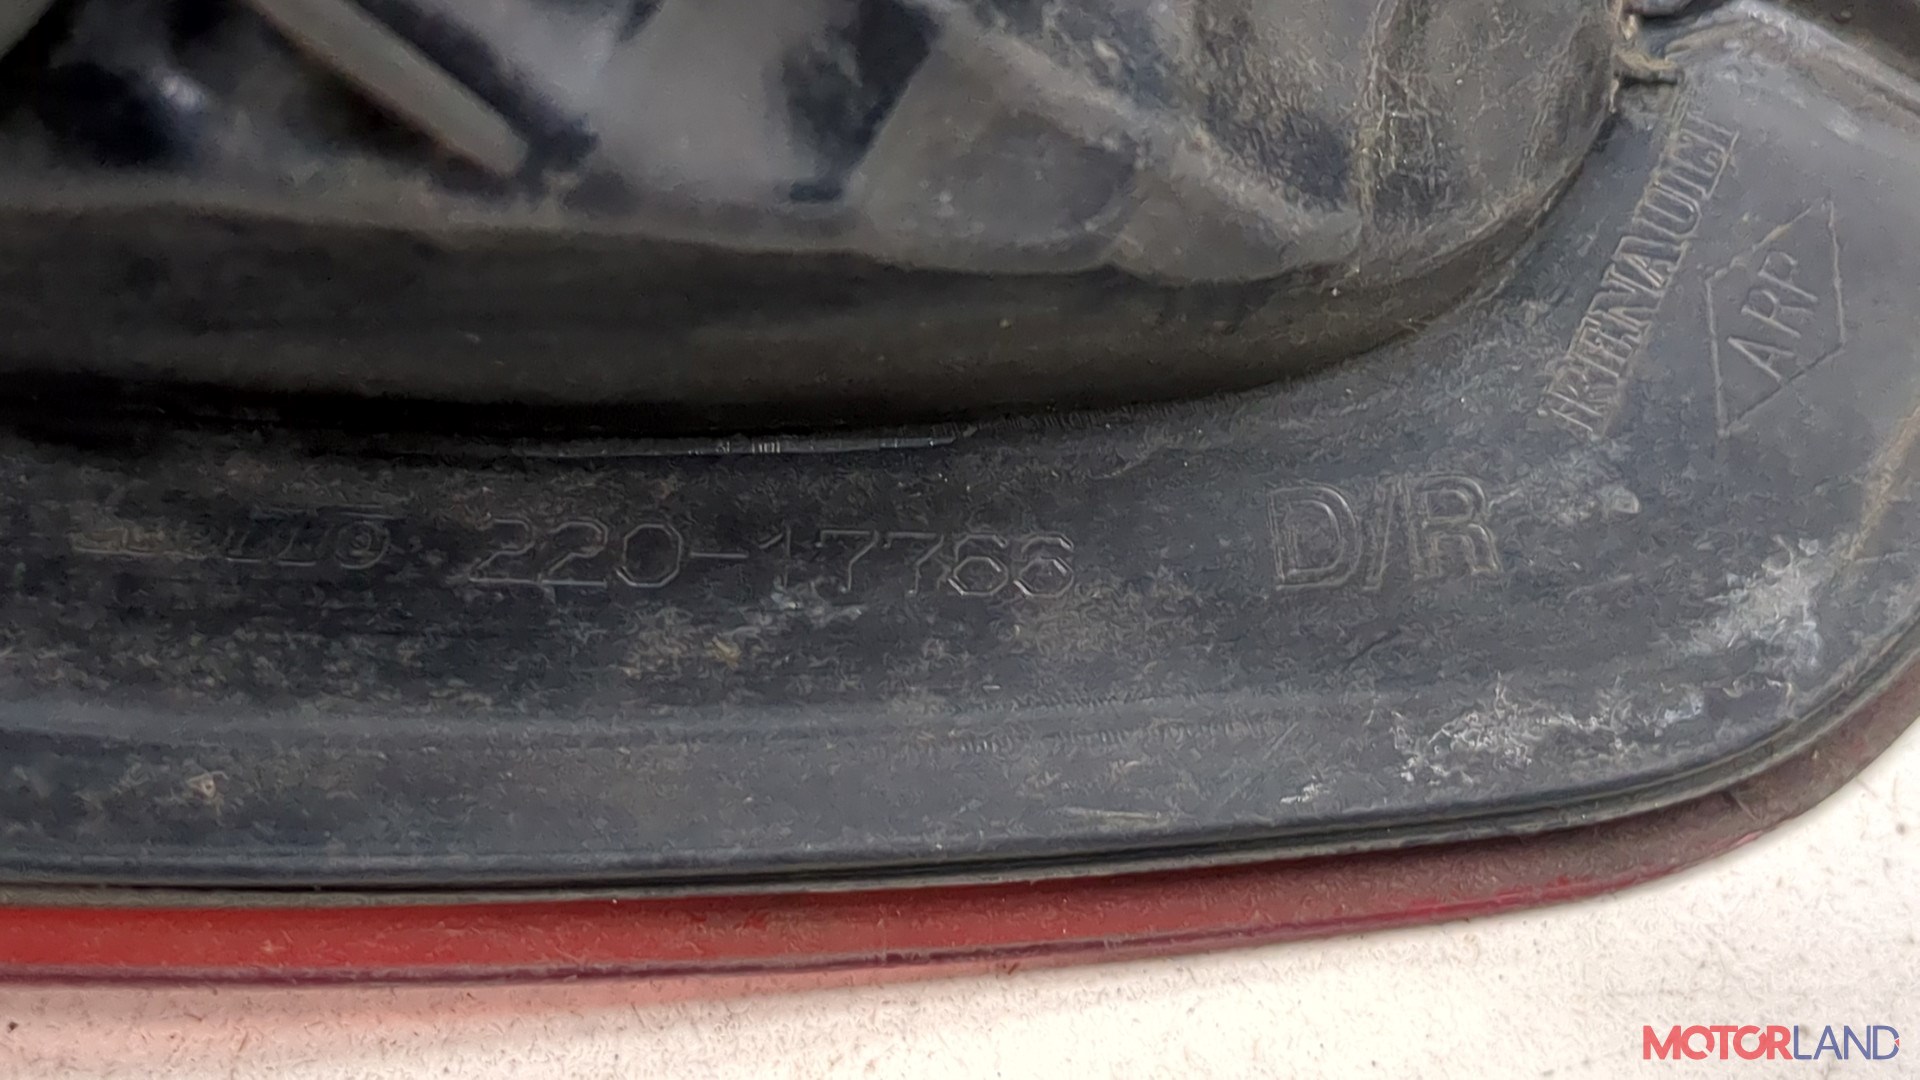 RENAULT
ARP
220-17766 D/R
MOTORLAND